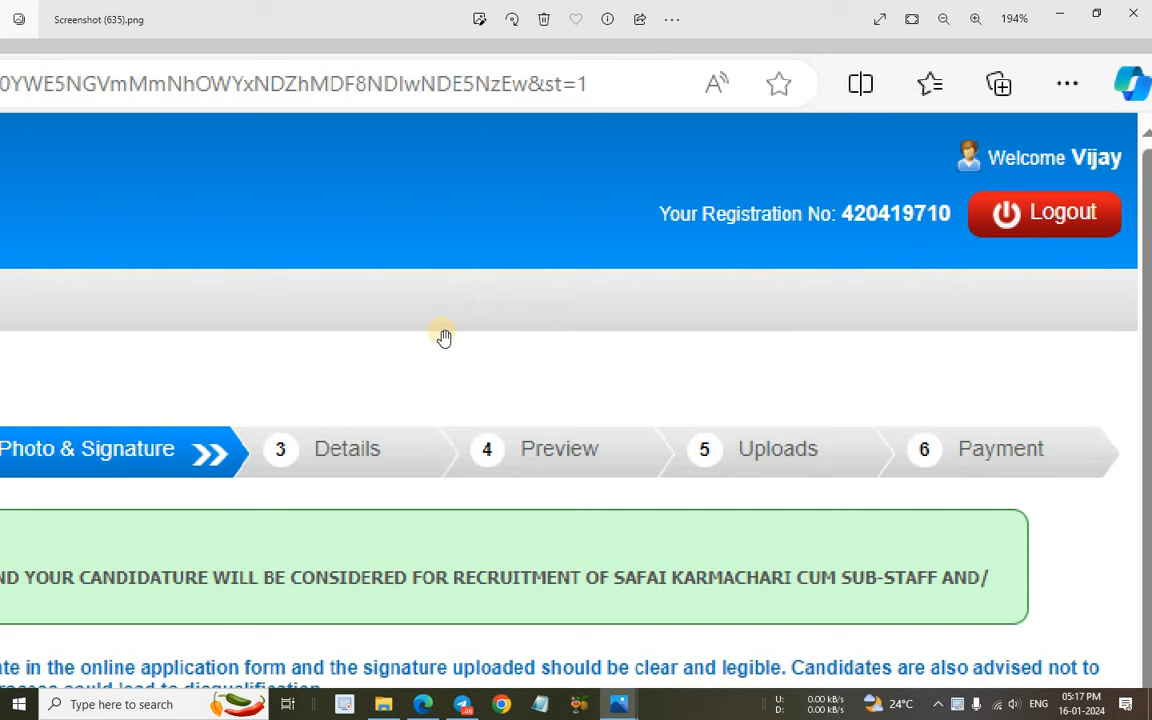 Screenshot (635).png
194%
0YWE5NGVmMmNhOWYxNDZhMDF8NDIwNDE5NzEw&st=1
Welcome Vijay
Your Registration No: 420419710
Logout
Photo & Signature
3 Details
4 Preview
5 Uploads
6 Payment
ND YOUR CANDIDATURE WILL BE CONSIDERED FOR RECRUITMENT OF SAFAI KARMACHARI CUM SUB-STAFF AND/
ate in the online application form and the signature uploaded should be clear and legible. Candidates are also advised not to
Type here to search
46
U: 0.00 kB/s
D: 0.00 kB/s
24°C
ENG
05:17 PM
16-01-2024